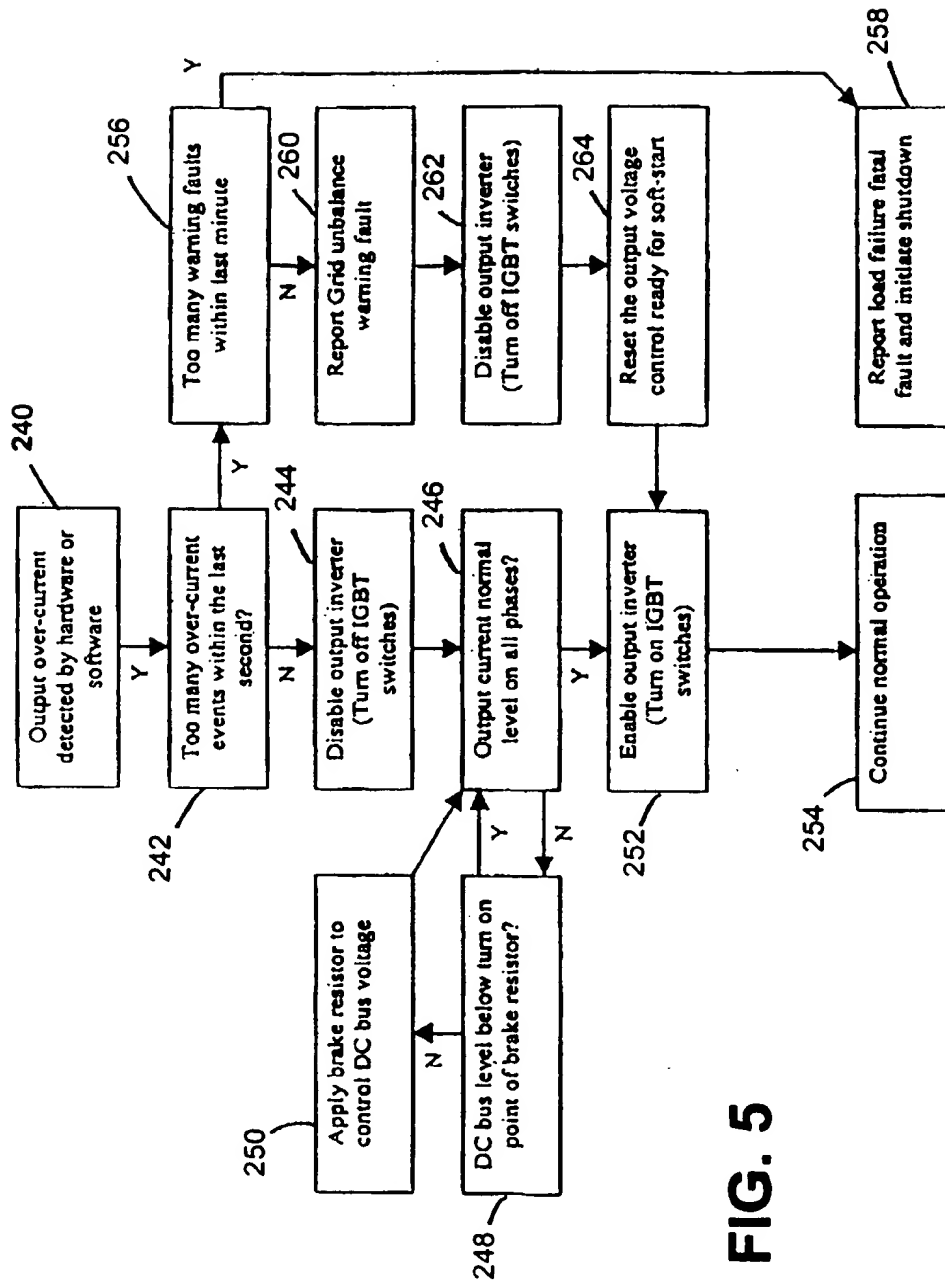 240
Output over-current
detected by hardware or
software
Y
242
Too many over-current
events within the last
second?
Y
N
256
Too many warning faults
within last minute
Y
N
244
Disable output inverter
(Turn off IGBT
switches)
260
Report Grid unbalance
warning fault
250
Apply brake resistor to
control DC bus voltage
246
Output current normal
level on all phases?
Y
N
Y
N
262
Disable output inverter
(Turn off IGBT switches)
248
DC bus level below turn on
point of brake resistor?
252
Enable output inverter
(Turn on IGBT
switches)
264
Reset the output voltage
control ready for soft-start
254
Continue normal operation
258
Report load failure fatal
fault and initiate shutdown
FIG. 5